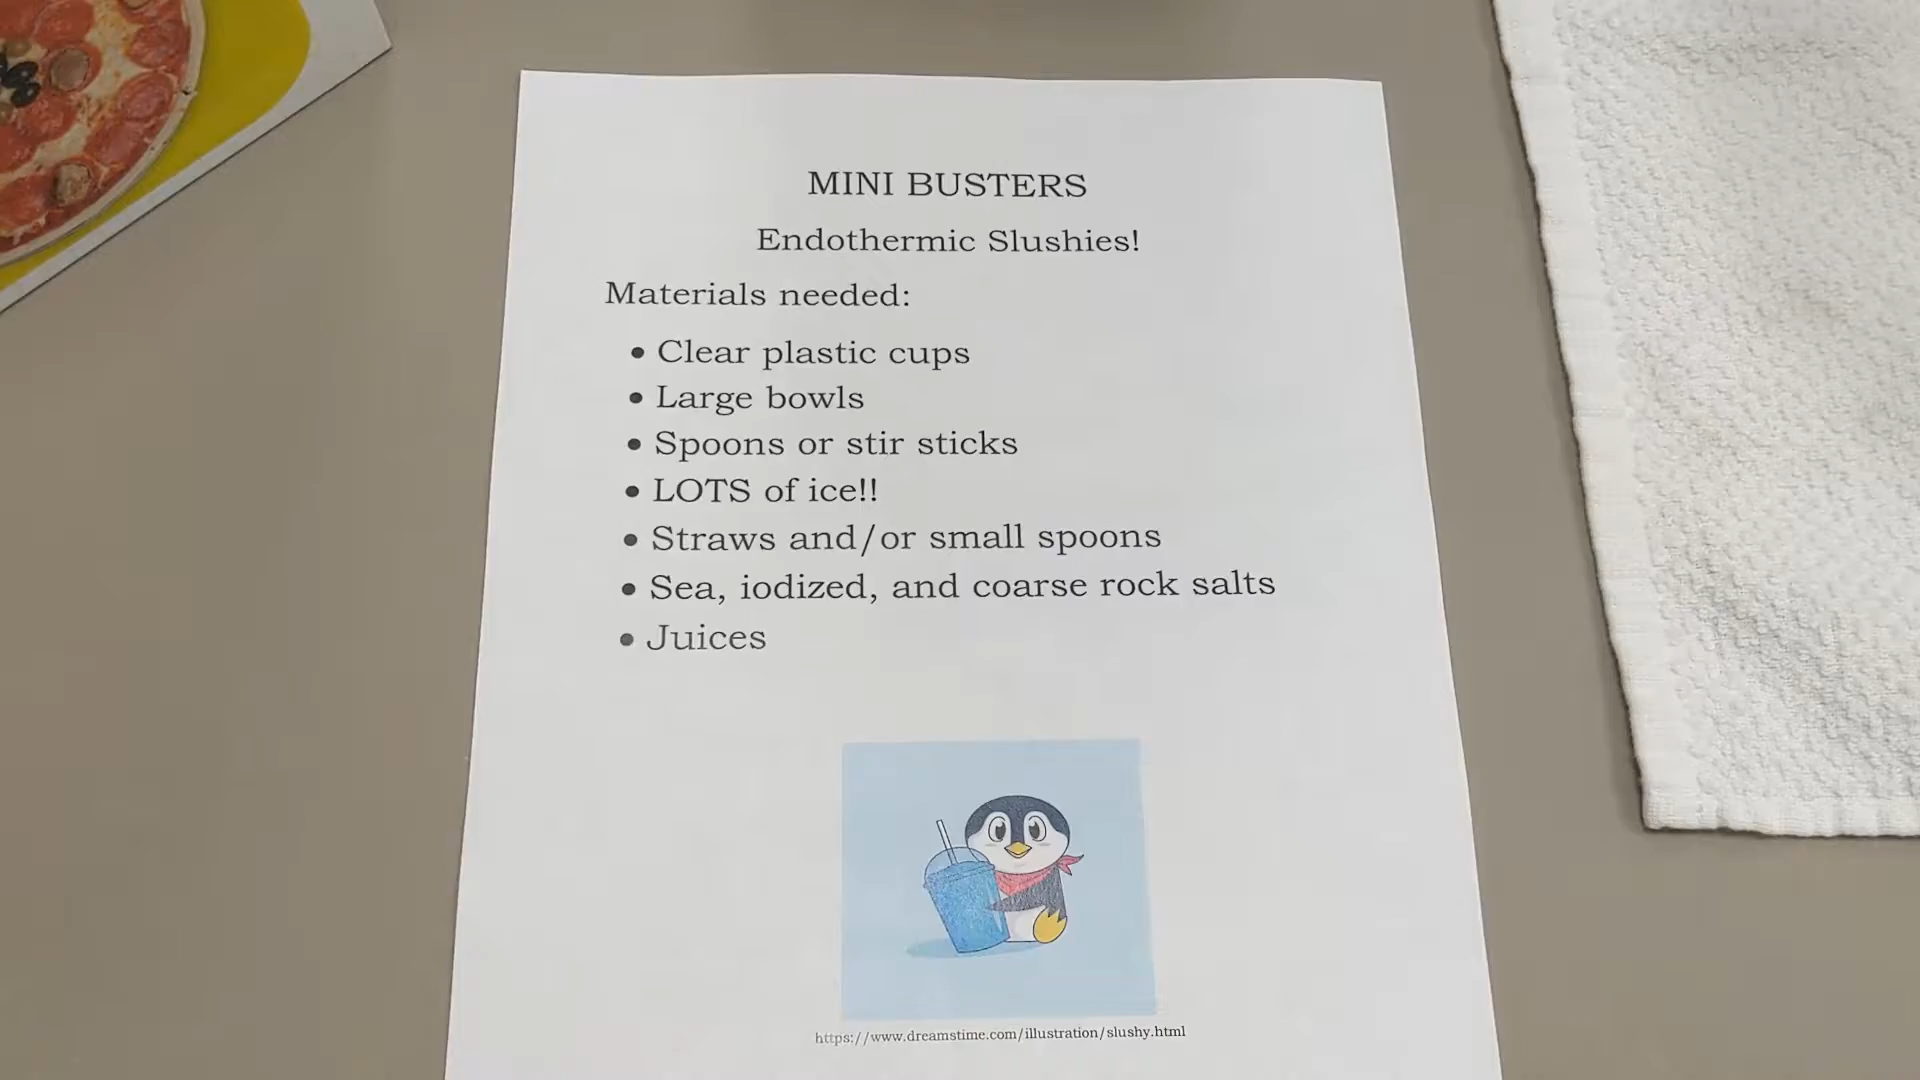 MINI BUSTERS
Endothermic Slushies!
Materials needed:
• Clear plastic cups
• Large bowls
• Spoons or stir sticks
• LOTS of ice!!
• Straws and/or small spoons
• Sea, iodized, and coarse rock salts
• Juices
https://www.dreamstime.com/illustration/slushy.html